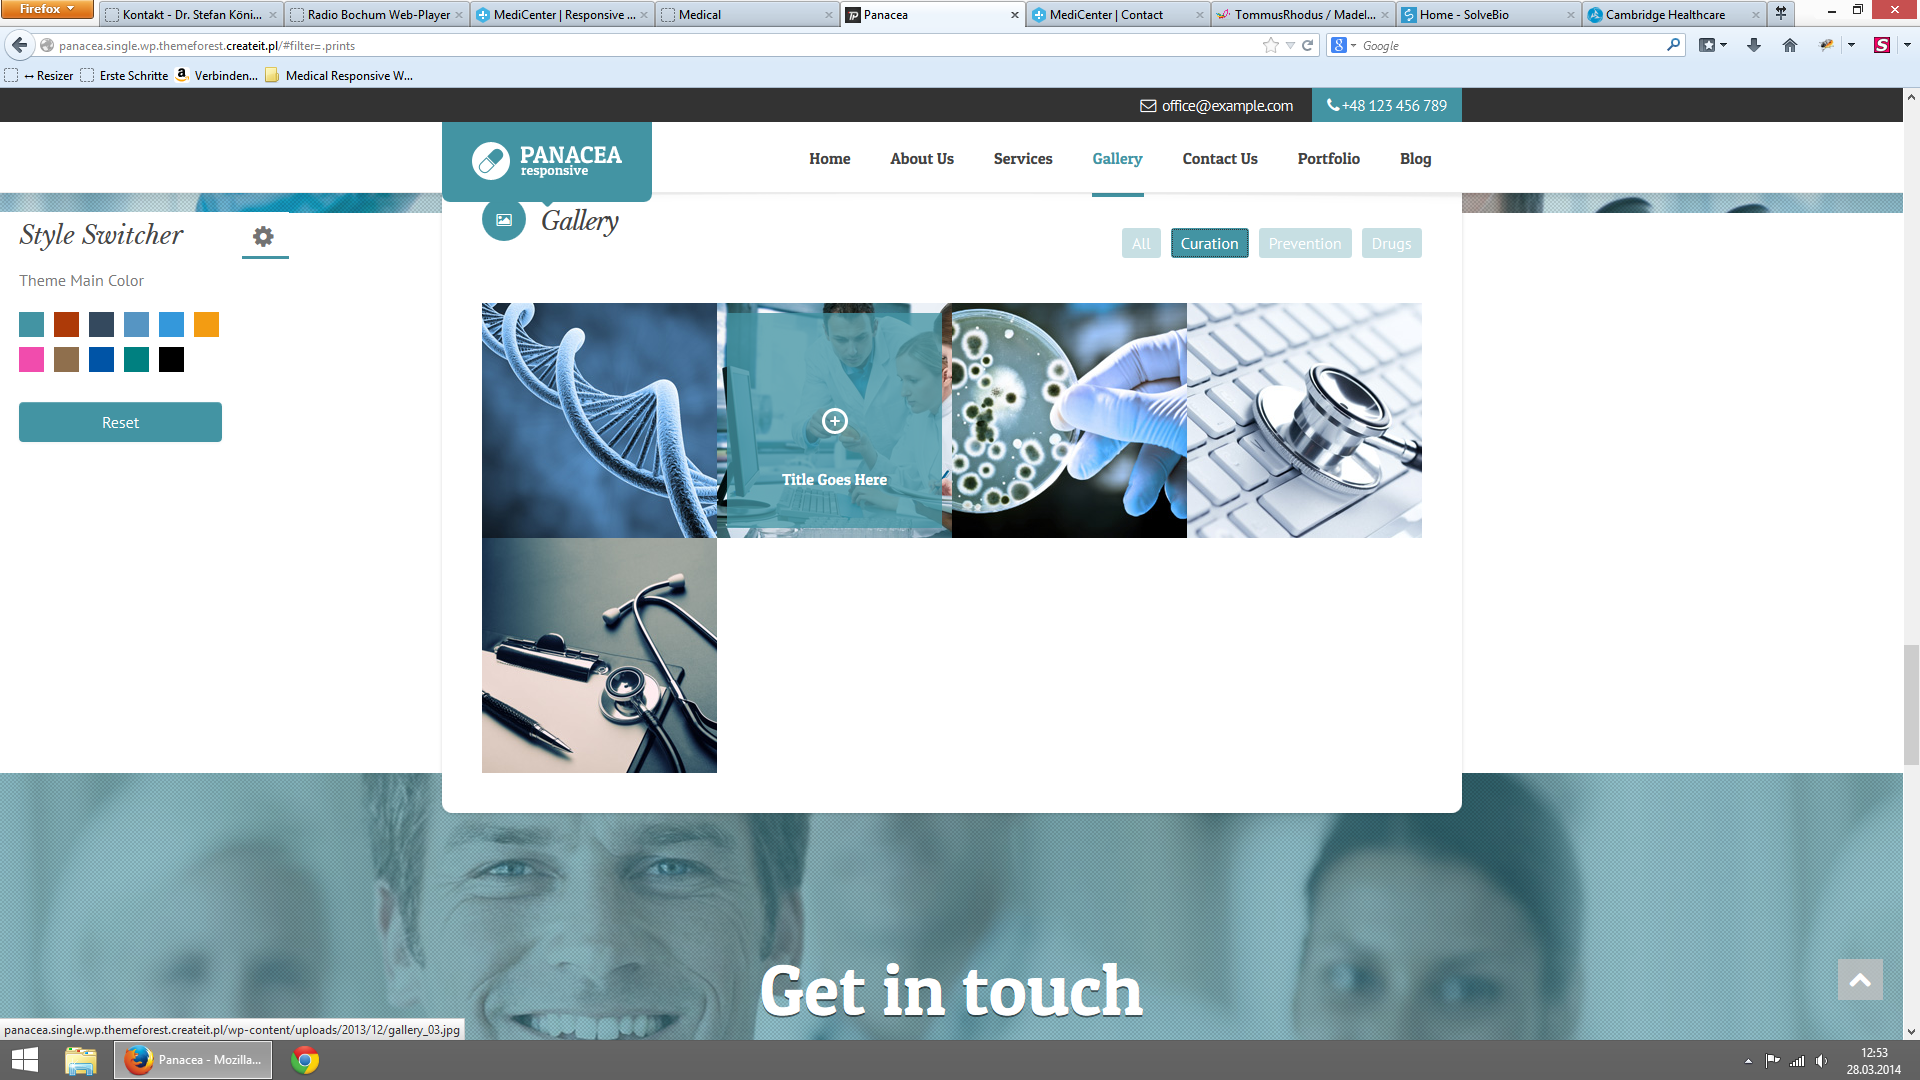 Firefox
Kontakt - Dr. Stefan Köni...
Radio Bochum Web-Player
MediCenter | Responsive ...
Medical
Panacea
MediCenter | Contact
TommusRhodus / Madel...
Home - SolveBio
Cambridge Healthcare
panacea.single.wp.themeforest.createit.pl/#filter=.prints
Google
↔ Resizer
Erste Schritte
Verbinden...
Medical Responsive W...
office@example.com
+48 123 456 789
PANACEA
responsive
Home
About Us
Services
Gallery
Contact Us
Portfolio
Blog
Style Switcher
Theme Main Color
Reset
Gallery
All
Curation
Prevention
Drugs
Title Goes Here
Get in touch
panacea.single.wp.themeforest.createit.pl/wp-content/uploads/2013/12/gallery_03.jpg
Panacea - Mozilla...
12:53
28.03.2014